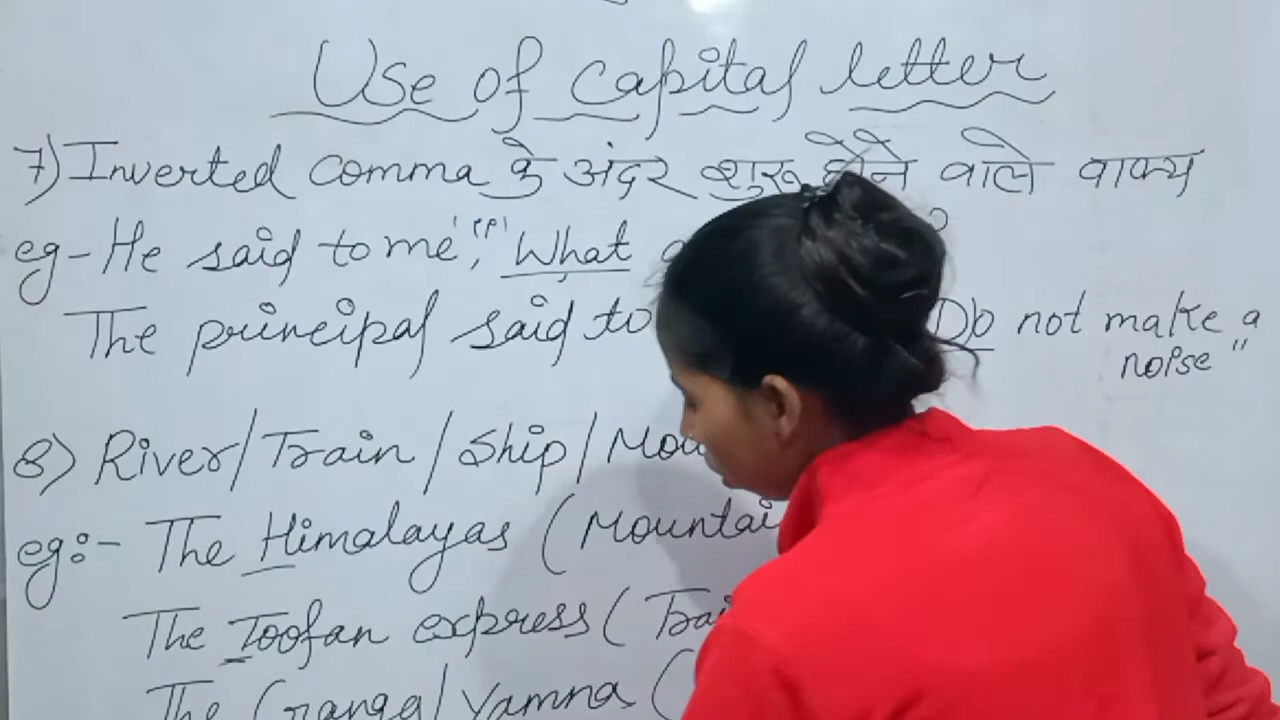 Use of capital letter
7) Inverted comma के अंदर शुरू होने वाले वाक्य
eg- He said to me, "What
The principal said to Do not make a
noise"
8) River/Train/Ship/Mou
eg:- The Himalayas (Mountai
The Toofan express (Trai
The Ganga/Yamna (